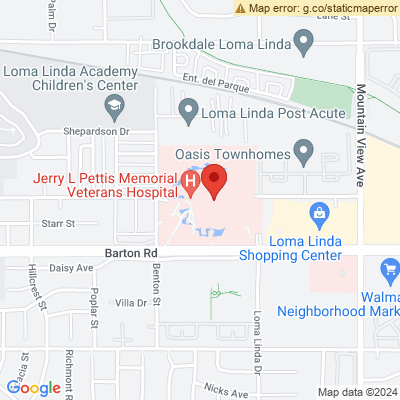 Map error: g.co/staticmaperror
Palm Dr
Lane St
Brookdale Loma Linda
Loma Linda Academy
Children's Center
Ent. del Parque
Loma Linda Post Acute
Mountain View Ave
Shepardson Dr
Oasis Townhomes
Jerry L Pettis Memorial
Veterans Hospital
H
Starr St
Loma Linda
Shopping Center
Barton Rd
Daisy Ave
Benton St
Hillcrest St
Poplar St
Villa Dr
Walma
Neighborhood Mark
Loma Linda Dr
Richmont R
acia St
Nicks Ave
Google
Map data ©2024